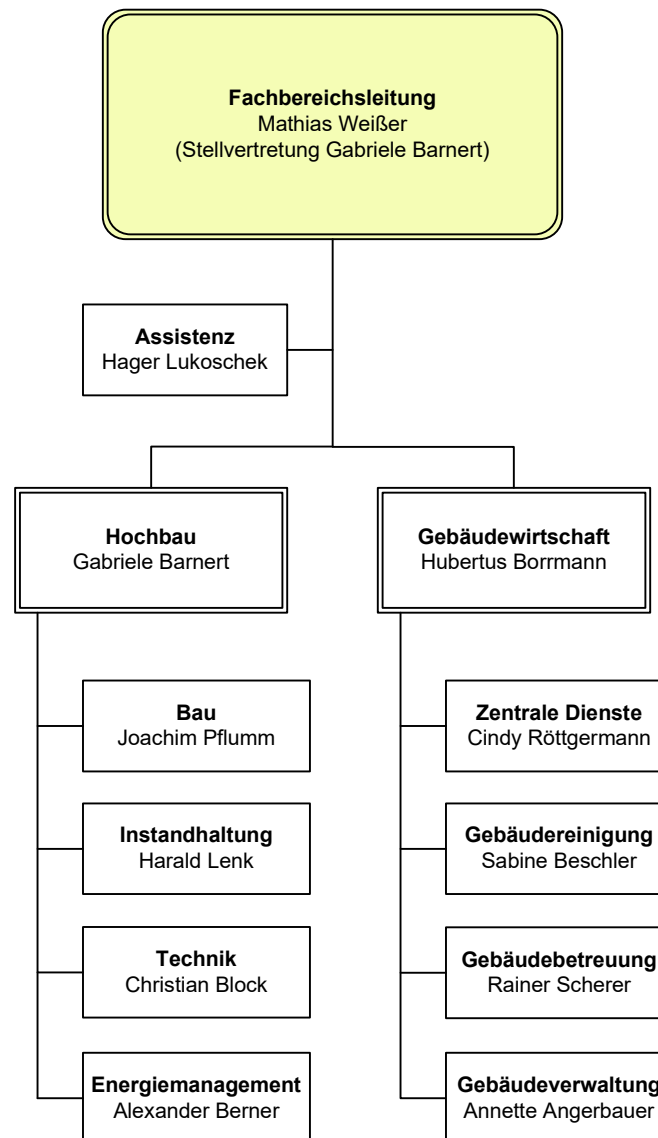 Fachbereichsleitung
Mathias Weißer
(Stellvertretung Gabriele Barnert)
Assistenz
Hager Lukoschek
Hochbau
Gabriele Barnert
Gebäudewirtschaft
Hubertus Borrmann
Bau
Joachim Pflumm
Zentrale Dienste
Cindy Röttgermann
Instandhaltung
Harald Lenk
Gebäudereinigung
Sabine Beschler
Technik
Christian Block
Gebäudebetreuung
Rainer Scherer
Energiemanagement
Alexander Berner
Gebäudeverwaltung
Annette Angerbauer